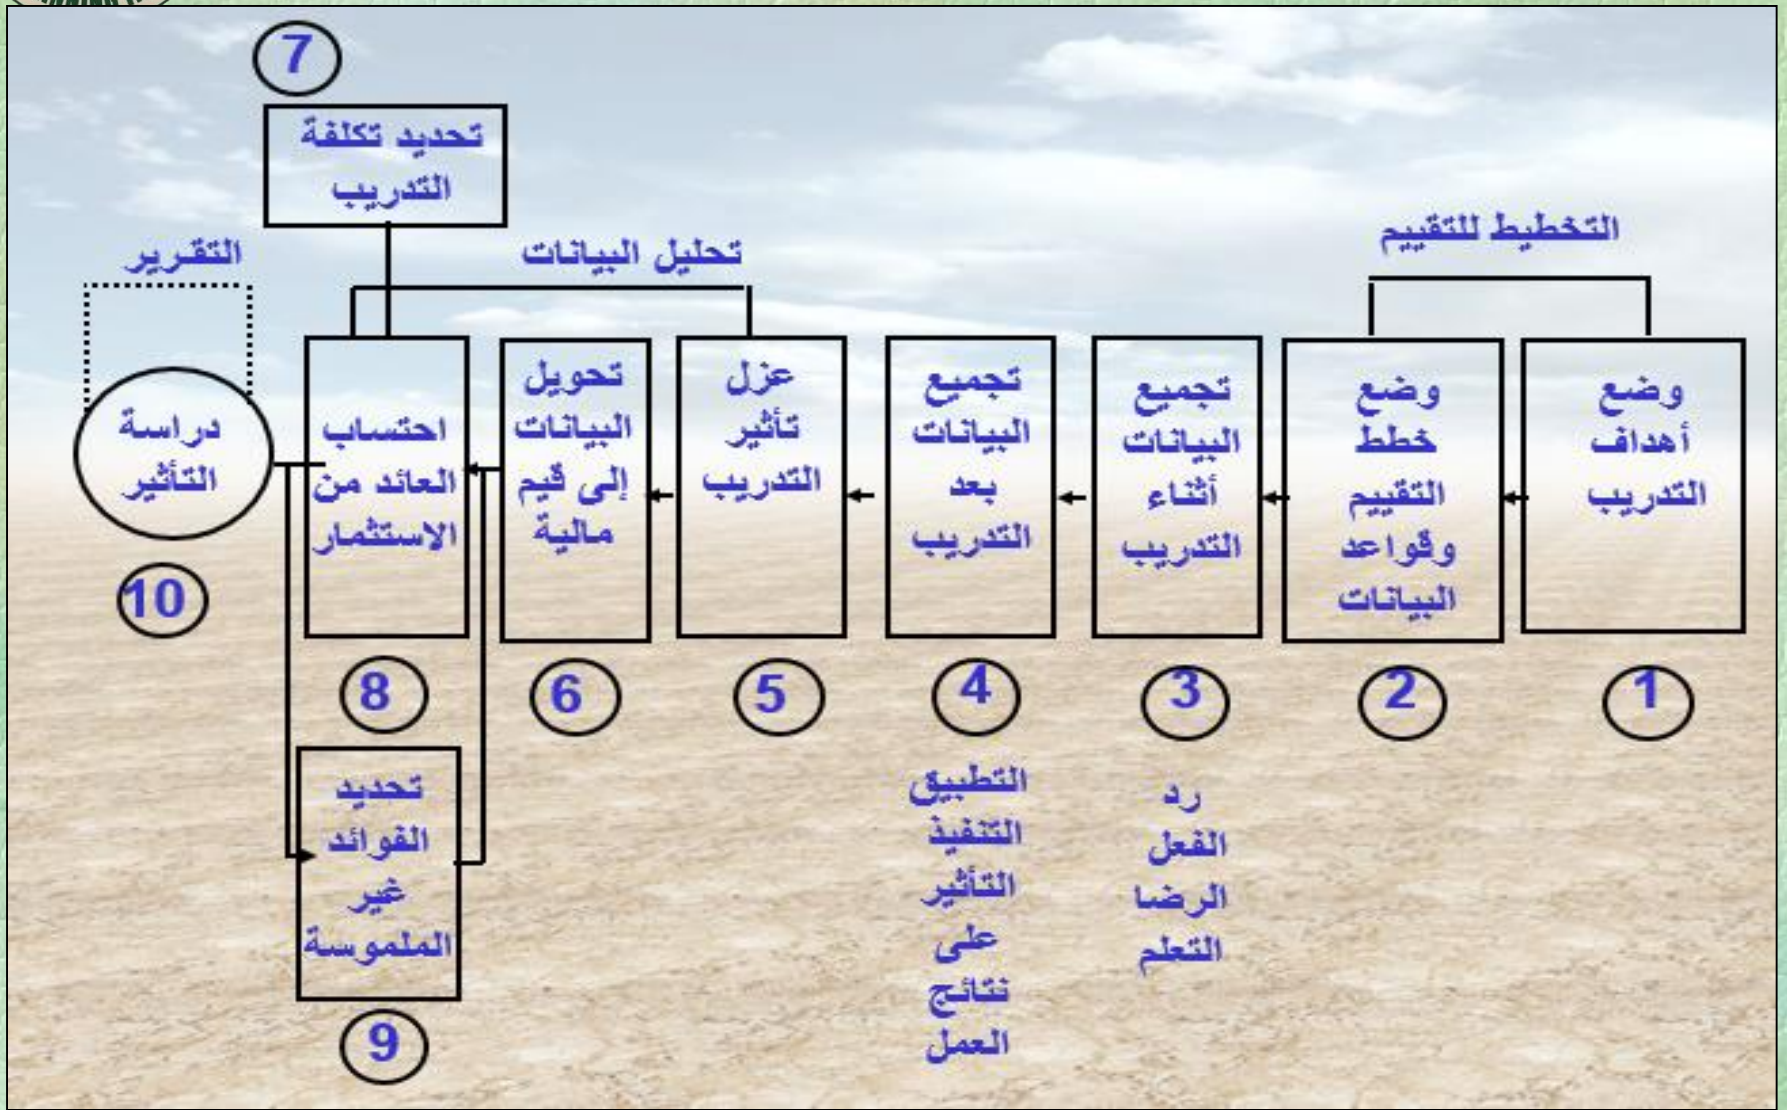 التخطيط للتقييم
وضع
أهداف
التدريب
1
وضع
خطط
التقييم
وقواعد
البيانات
2
تجميع
البيانات
أثناء
التدريب
3
رد
الفعل
الرضا
التعلم
تجميع
البيانات
بعد
التدريب
4
التطبيق
التنفيذ
التأثير
على
نتائج
العمل
تحليل البيانات
عزل
تأثير
التدريب
5
تحويل
البيانات
إلى قيم
مالية
6
7
تحديد تكلفة
التدريب
احتساب
العائد من
الاستثمار
8
تحديد
الفوائد
غير
الملموسة
9
التقرير
دراسة
التأثير
10